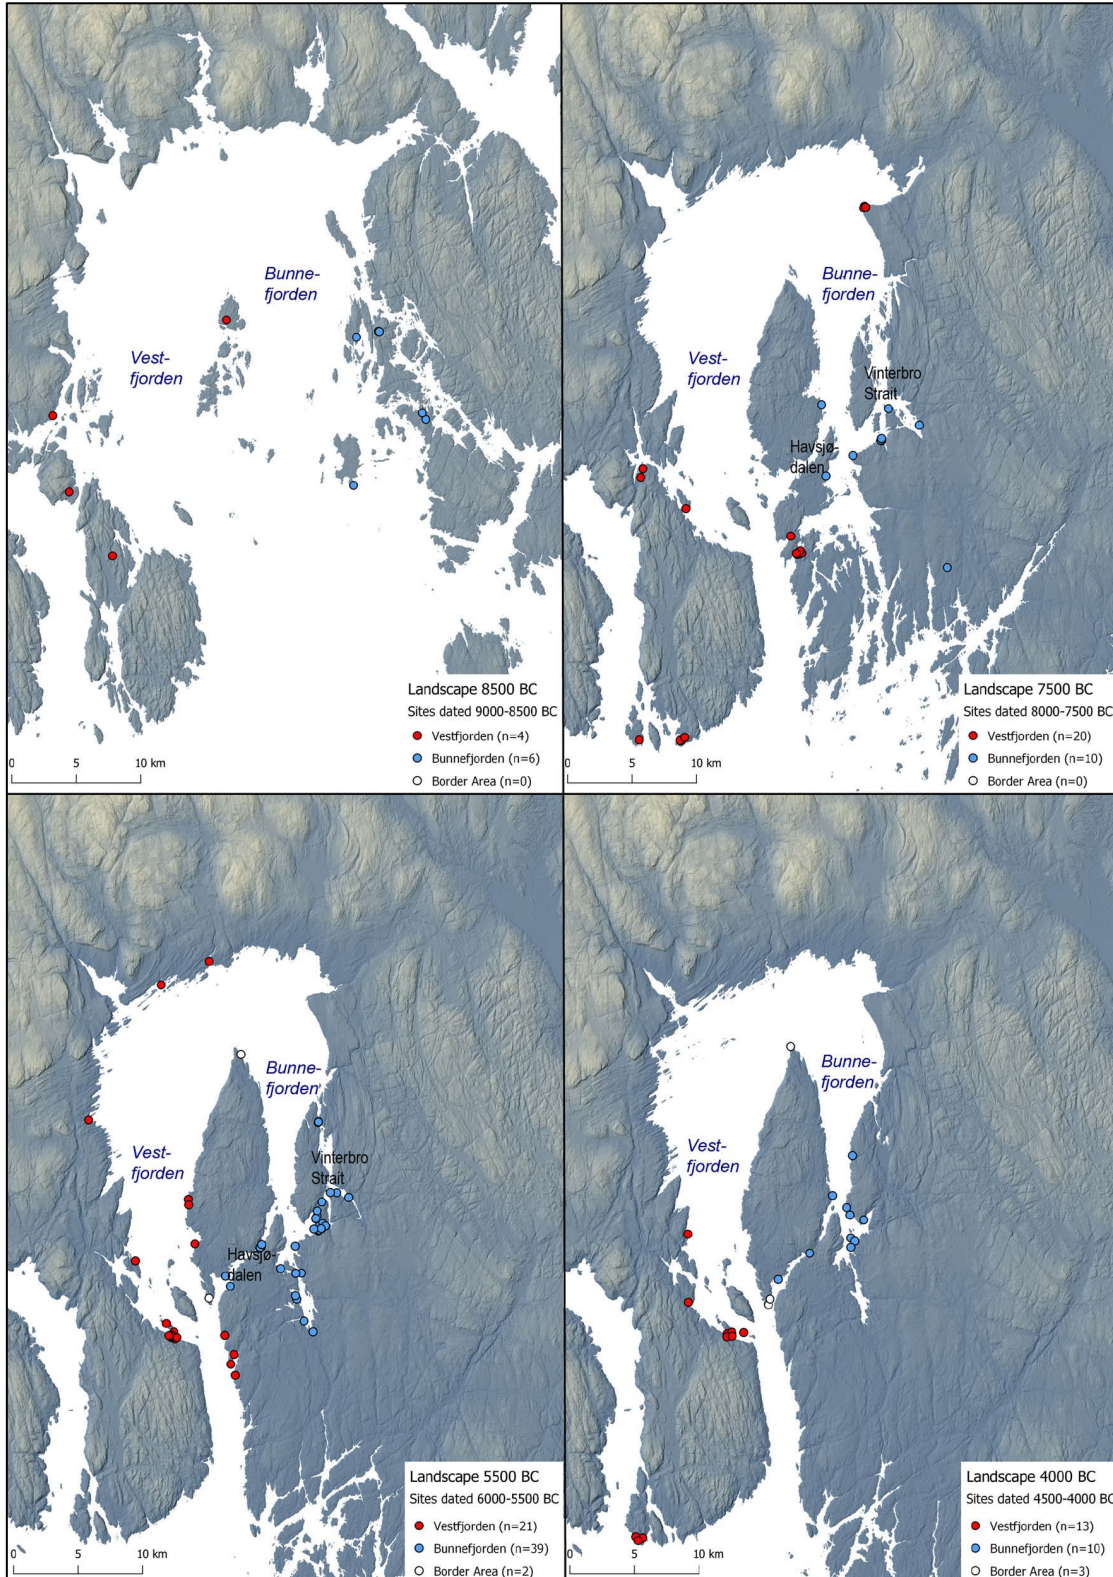 Bunne-
fjorden
Vest-
fjorden
Landscape 8500 BC
Sites dated 9000-8500 BC
Vestfjorden (n=4)
Bunnefjorden (n=6)
Border Area (n=0)
0 5 10 km
Bunne-
fjorden
Vest-
fjorden
Vinterbro
Strait
Havsjø-
dalen
Landscape 7500 BC
Sites dated 8000-7500 BC
Vestfjorden (n=20)
Bunnefjorden (n=10)
Border Area (n=0)
0 5 10 km
Bunne-
fjorden
Vest-
fjorden
Vinterbro
Strait
Havsjø-
dalen
Landscape 5500 BC
Sites dated 6000-5500 BC
Vestfjorden (n=21)
Bunnefjorden (n=39)
Border Area (n=2)
0 5 10 km
Bunne-
fjorden
Vest-
fjorden
Landscape 4000 BC
Sites dated 4500-4000 BC
Vestfjorden (n=13)
Bunnefjorden (n=10)
Border Area (n=3)
0 5 10 km